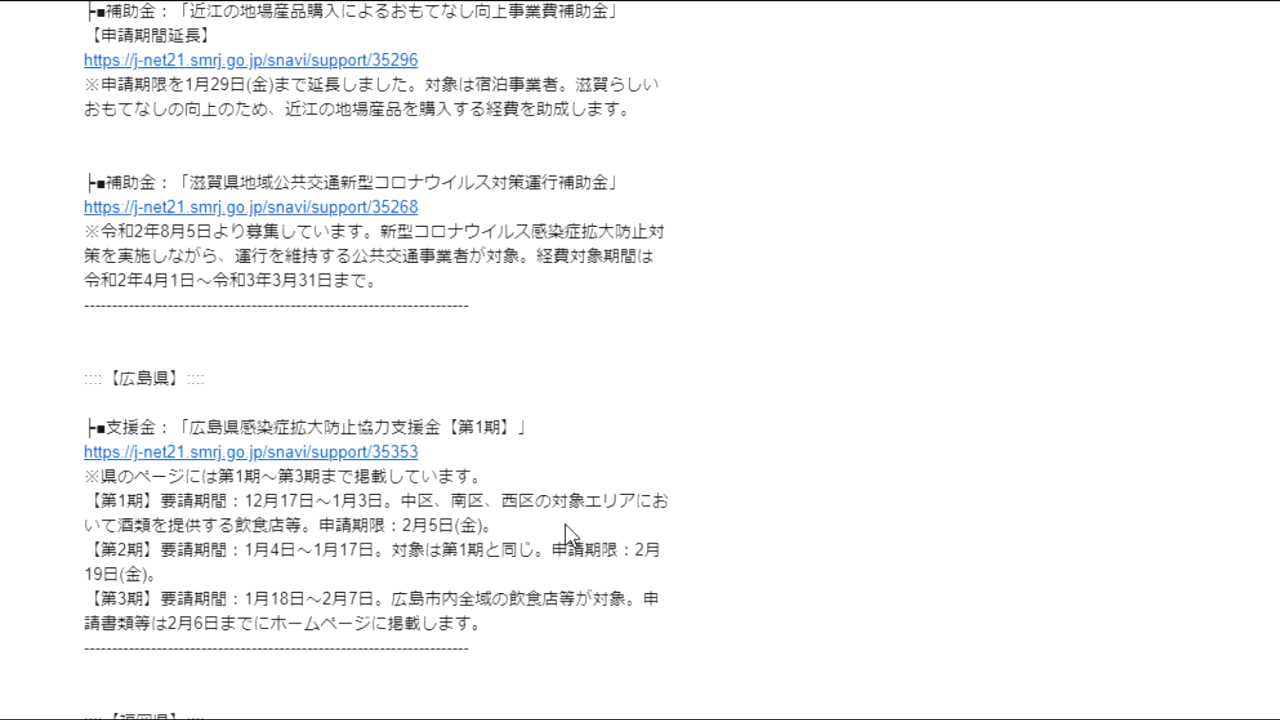 ├■補助金：「近江の地場産品購入によるおもてなし向上事業費補助金」
【申請期間延長】
https://j-net21.smrj.go.jp/snavi/support/35296
※申請期限を1月29日(金)まで延長しました。対象は宿泊事業者。滋賀らしい
おもてなしの向上のため、近江の地場産品を購入する経費を助成します。
├■補助金：「滋賀県地域公共交通新型コロナウイルス対策運行補助金」
https://j-net21.smrj.go.jp/snavi/support/35268
※令和2年8月5日より募集しています。新型コロナウイルス感染症拡大防止対
策を実施しながら、運行を維持する公共交通事業者が対象。経費対象期間は
令和2年4月1日～令和3年3月31日まで。
----------------------------------------------------------------------
::::【広島県】::::
├■支援金：「広島県感染症拡大防止協力支援金【第1期】」
https://j-net21.smrj.go.jp/snavi/support/35353
※県のページには第1期～第3期まで掲載しています。
【第1期】要請期間：12月17日～1月3日。中区、南区、西区の対象エリアにお
いて酒類を提供する飲食店等。申請期限：2月5日(金)。
【第2期】要請期間：1月4日～1月17日。対象は第1期と同じ。申請期限：2月
19日(金)。
【第3期】要請期間：1月18日～2月7日。広島市内全域の飲食店等が対象。申
請書類等は2月6日までにホームページに掲載します。
----------------------------------------------------------------------
::::【福岡県】::::